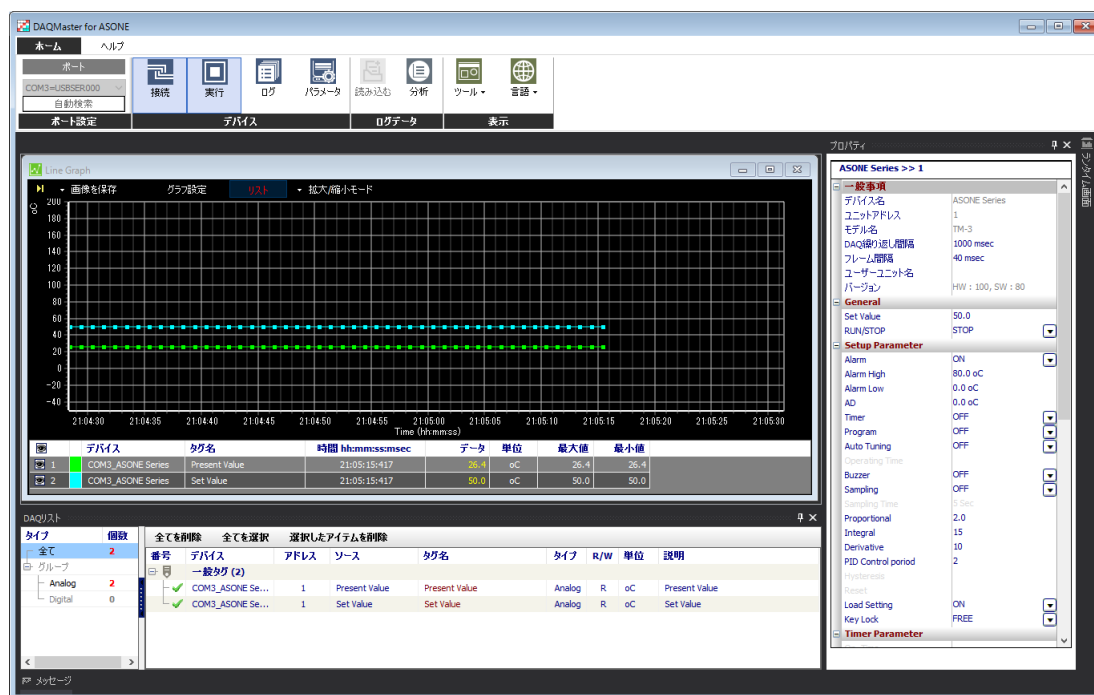 DAQMaster for ASONE
ホーム ヘルプ
ポート
COM3=USBSER000
自動検索
ポート設定
接続 実行 ログ パラメータ
デバイス
読み込む 分析
ログデータ
ツール 言語
表示
Line Graph
画像を保存 グラフ設定 リスト 拡大/縮小モード
oC
200
180
160
140
120
100
80
60
40
20
0
-20
-40
21:04:30 21:04:35 21:04:40 21:04:45 21:04:50 21:04:55 21:05:00 21:05:05 21:05:10 21:05:15 21:05:20 21:05:25 21:05:30
Time (hh:mm:ss)
デバイス タグ名 時間 hh:mm:ss:msec データ 単位 最大値 最小値
1 COM3_ASONE Series Present Value 21:05:15:417 26.4 oC 26.4 26.4
2 COM3_ASONE Series Set Value 21:05:15:417 50.0 oC 50.0 50.0
DAQリスト
タイプ 個数
全て 2
グループ
Analog 2
Digital 0
全てを削除 全てを選択 選択したアイテムを削除
番号 デバイス アドレス ソース タグ名 タイプ R/W 単位 説明
一般タグ (2)
COM3_ASONE Se... 1 Present Value Present Value Analog R oC Present Value
COM3_ASONE Se... 1 Set Value Set Value Analog R oC Set Value
メッセージ
プロパティ
ASONE Series >> 1
一般事項
デバイス名 ASONE Series
ユニットアドレス 1
モデル名 TM-3
DAQ繰り返し間隔 1000 msec
フレーム間隔 40 msec
ユーザーユニット名
バージョン HW : 100, SW : 80
General
Set Value 50.0
RUN/STOP STOP
Setup Parameter
Alarm ON
Alarm High 80.0 oC
Alarm Low 0.0 oC
AD 0.0 oC
Timer OFF
Program OFF
Auto Tuning OFF
Operating Time
Buzzer OFF
Sampling OFF
Sampling Time 5 Sec
Proportional 2.0
Integral 15
Derivative 10
PID Control period 2
Hysteresis
Reset
Load Setting ON
Key Lock FREE
Timer Parameter
ランタイム画面